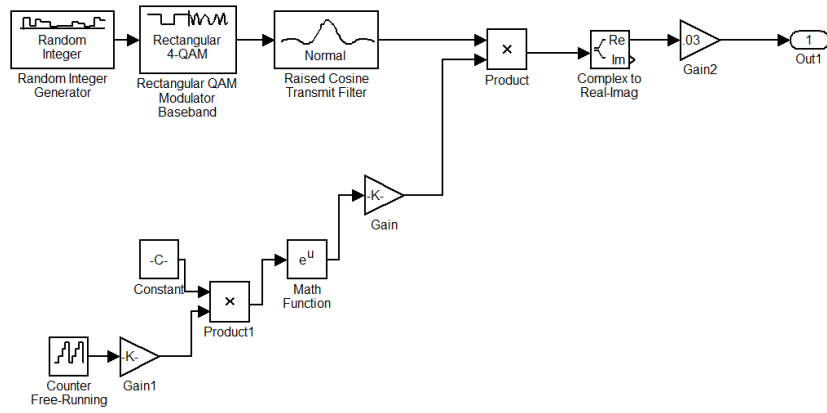 Random
Integer
Random Integer
Generator
Rectangular
4-QAM
Rectangular QAM
Modulator
Baseband
Normal
Raised Cosine
Transmit Filter
×
Product
Re
Im
Complex to
Real-Imag
.03
Gain2
1
Out1
-K-
Gain
-C-
Constant
×
Product1
e^u
Math
Function
Counter
Free-Running
-K-
Gain1